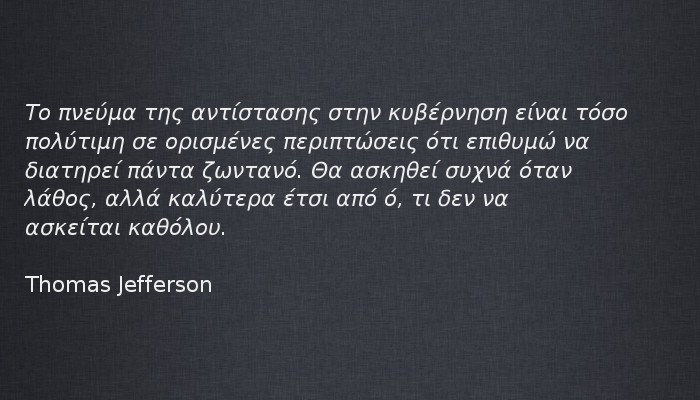 Το πνεύμα της αντίστασης στην κυβέρνηση είναι τόσο
πολύτιμη σε ορισμένες περιπτώσεις ότι επιθυμώ να
διατηρεί πάντα ζωντανό. Θα ασκηθεί συχνά όταν
λάθος, αλλά καλύτερα έτσι από ό, τι δεν να
ασκείται καθόλου.
Thomas Jefferson